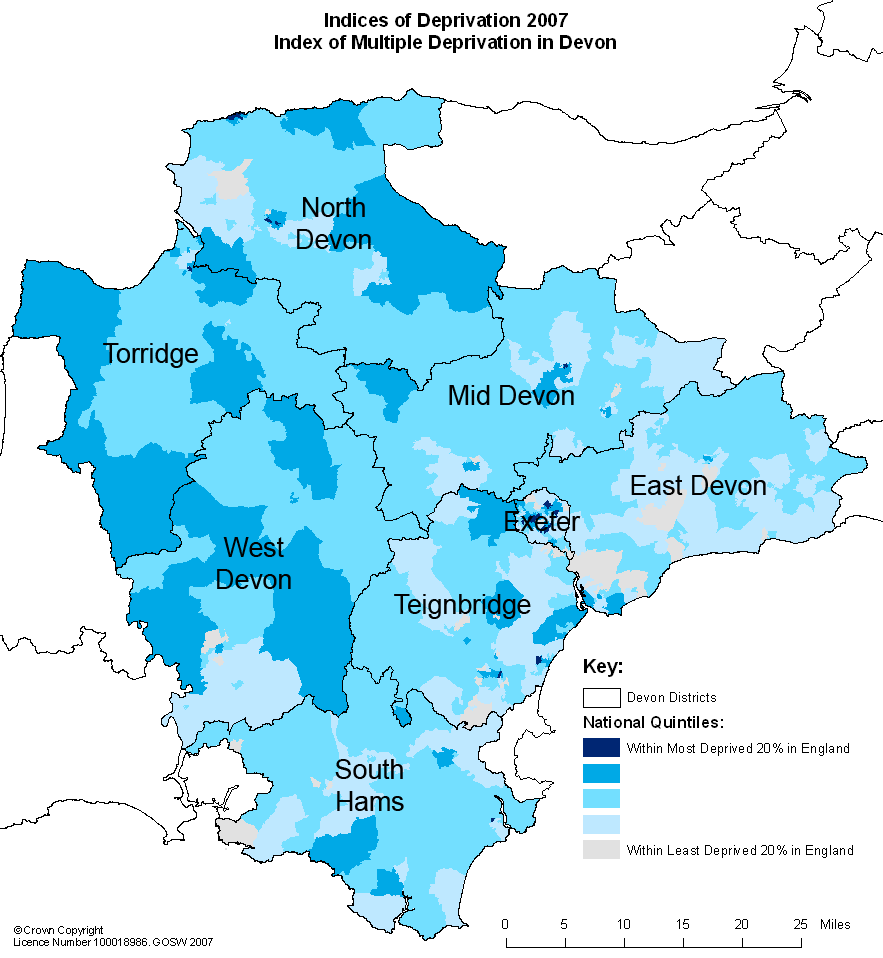 Indices of Deprivation 2007
Index of Multiple Deprivation in Devon
North
Devon
Torridge
Mid Devon
East Devon
Exeter
West
Devon
Teignbridge
South
Hams
Key:
Devon Districts
National Quintiles:
Within Most Deprived 20% in England
Within Least Deprived 20% in England
0 5 10 15 20 25 Miles
©Crown Copyright
Licence Number 100018986. GOSW 2007